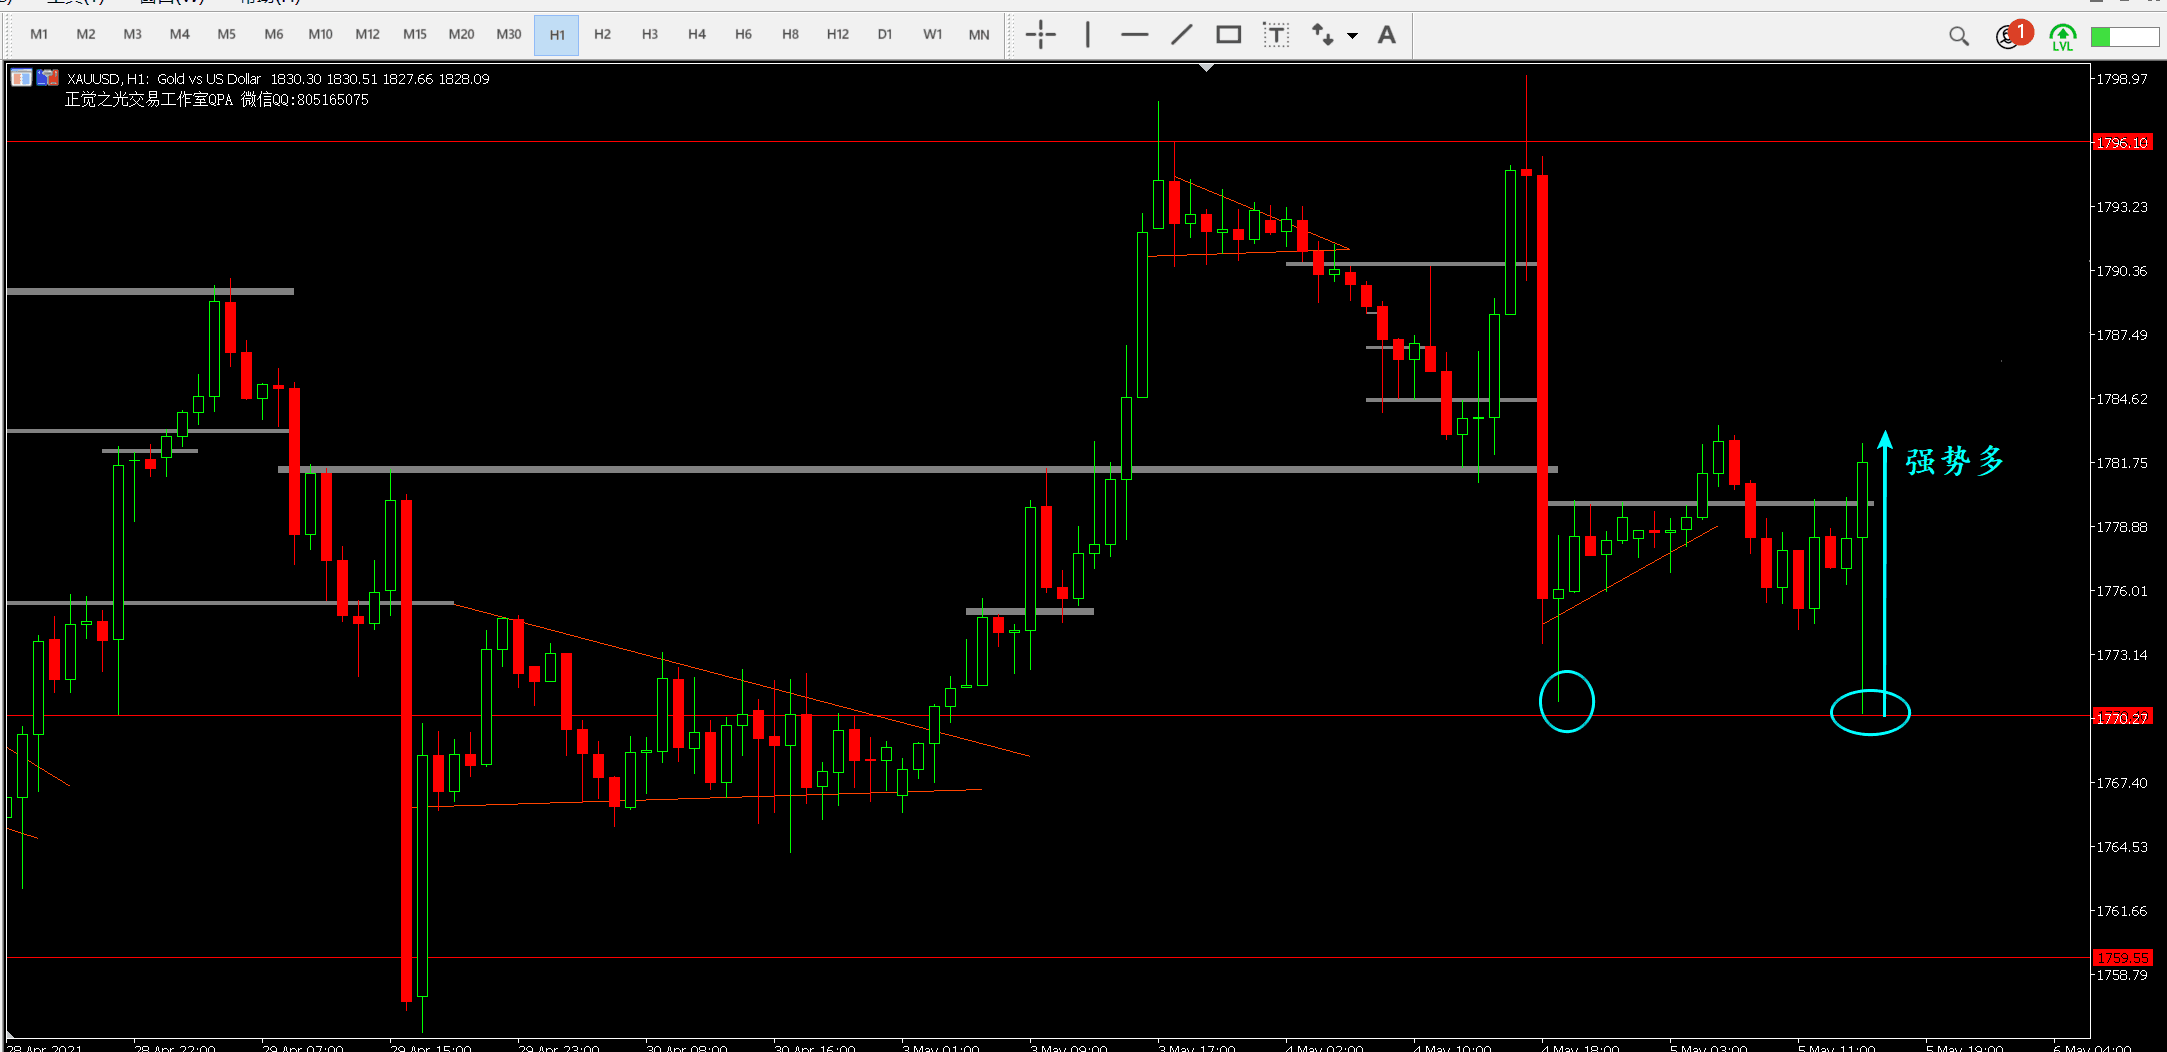 工具(T) 窗口(W) 帮助(H)
M1 M2 M3 M4 M5 M6 M10 M12 M15 M20 M30 H1 H2 H3 H4 H6 H8 H12 D1 W1 MN T A 1 LVL
XAUUSD, H1: Gold vs US Dollar 1830.30 1830.51 1827.66 1828.09
正觉之光交易工作室QPA 微信QQ:805165075
1798.97
1796.10
1793.23
1790.36
1787.49
1784.62
强势多
1781.75
1778.88
1776.01
1773.14
1770.27
1767.40
1764.53
1761.66
1759.55
1758.79
28 Apr 2021 28 Apr 22:00 29 Apr 07:00 29 Apr 15:00 29 Apr 23:00 30 Apr 08:00 30 Apr 16:00 3 May 01:00 3 May 09:00 3 May 17:00 4 May 02:00 4 May 10:00 4 May 18:00 5 May 03:00 5 May 11:00 5 May 19:00 6 May 04:00